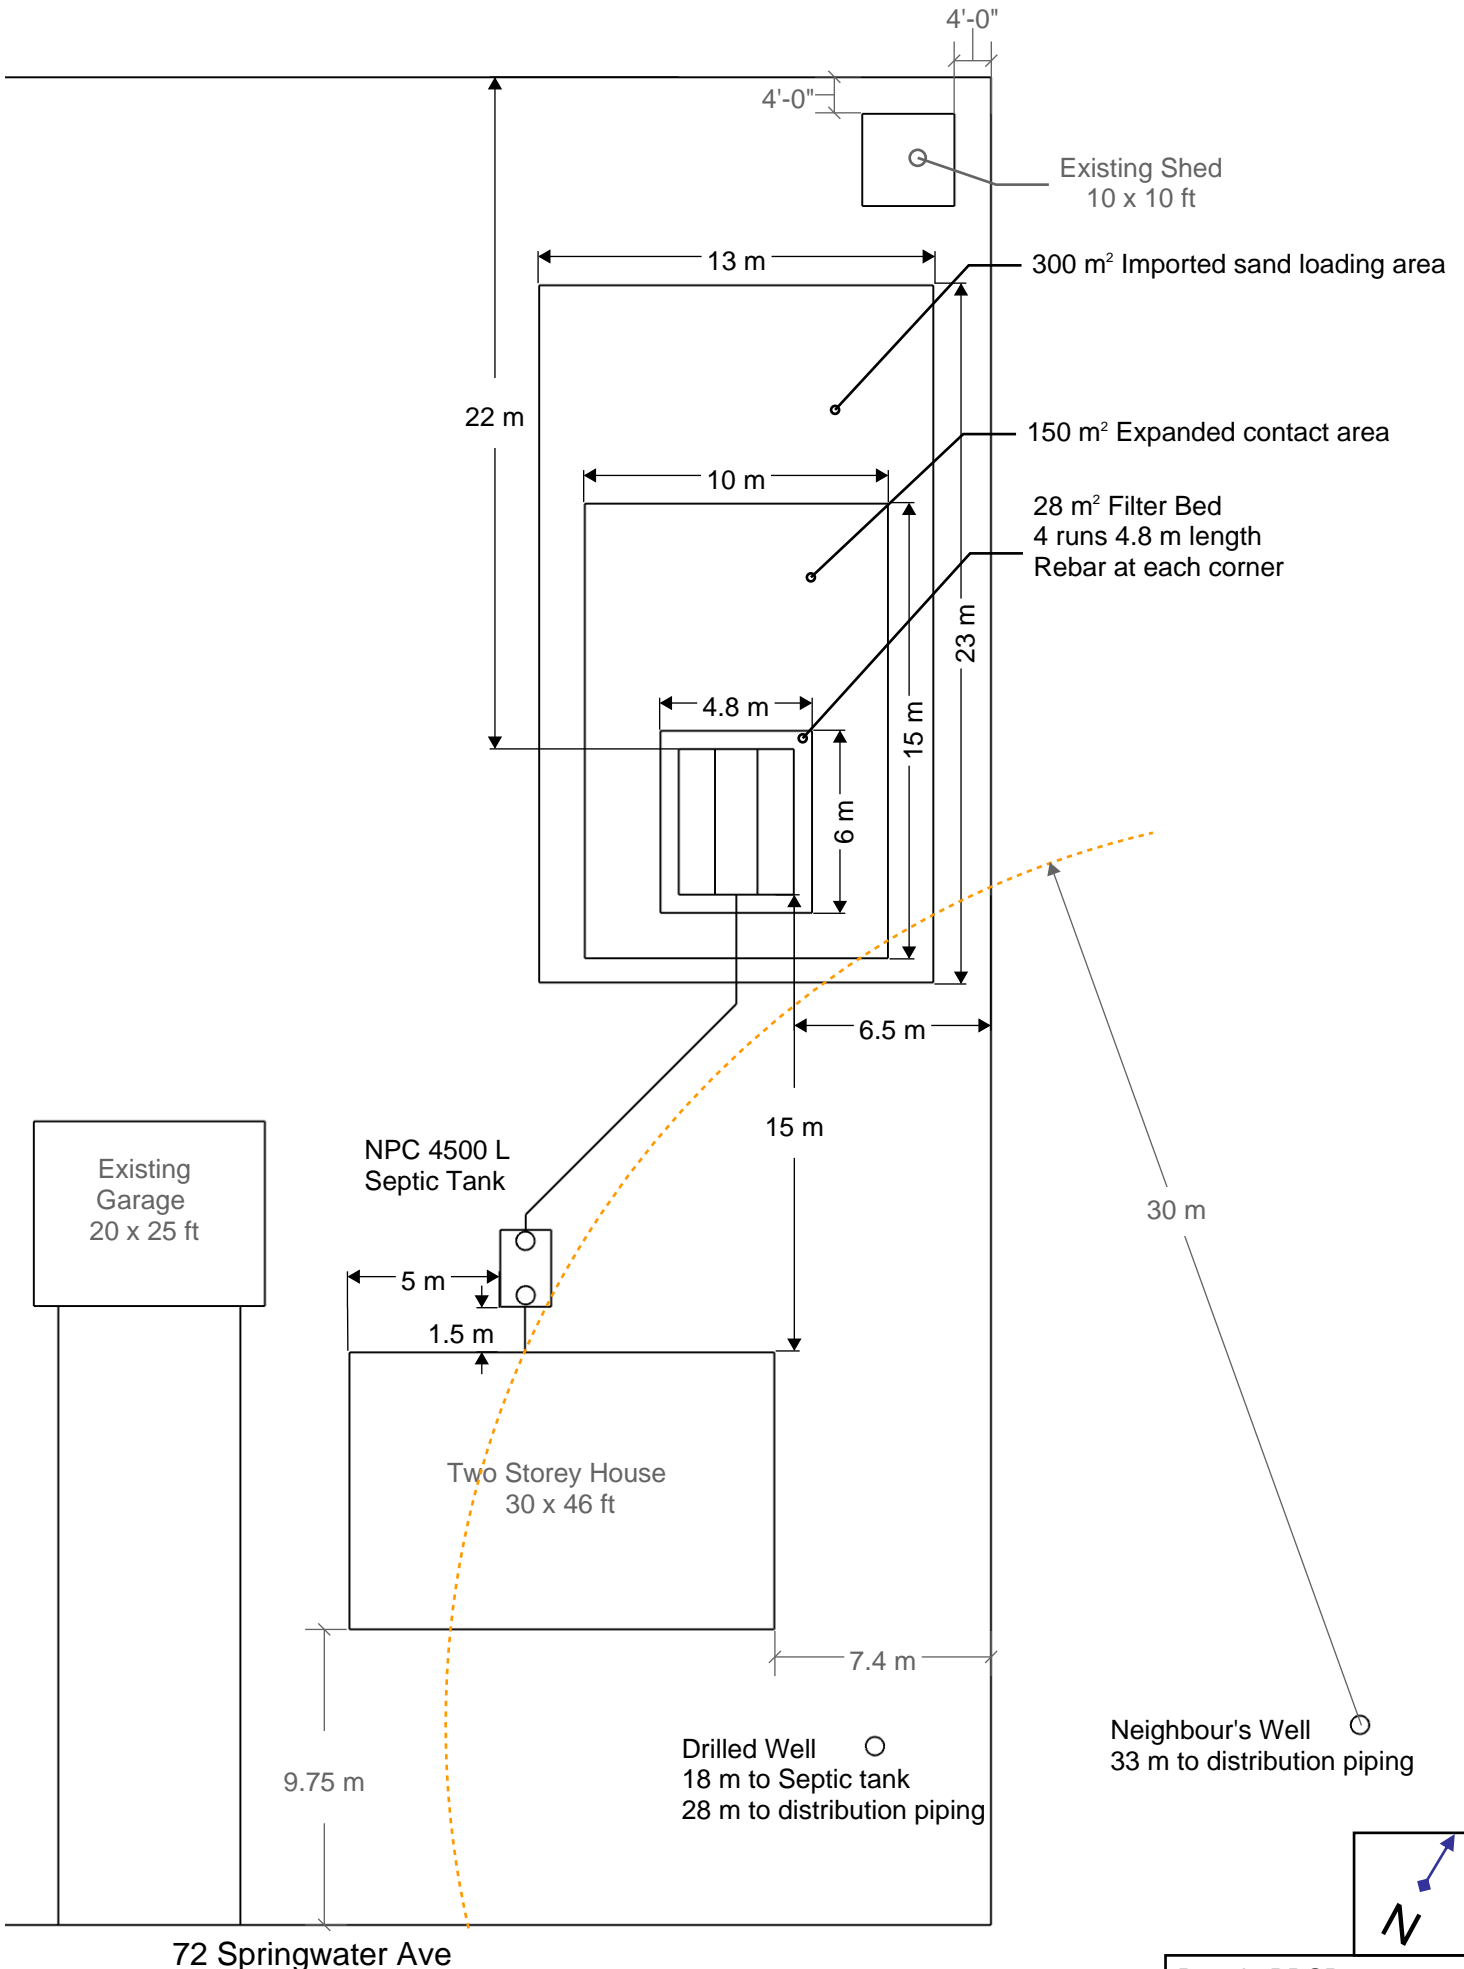 4'-0"
4'-0"
Existing Shed
10 x 10 ft
13 m
300 m² Imported sand loading area
22 m
150 m² Expanded contact area
10 m
28 m² Filter Bed
4 runs 4.8 m length
Rebar at each corner
23 m
4.8 m
15 m
6 m
6.5 m
15 m
NPC 4500 L
Septic Tank
Existing
Garage
20 x 25 ft
30 m
5 m
1.5 m
Two Storey House
30 x 46 ft
7.4 m
Neighbour's Well
33 m to distribution piping
Drilled Well
18 m to Septic tank
28 m to distribution piping
9.75 m
N
72 Springwater Ave